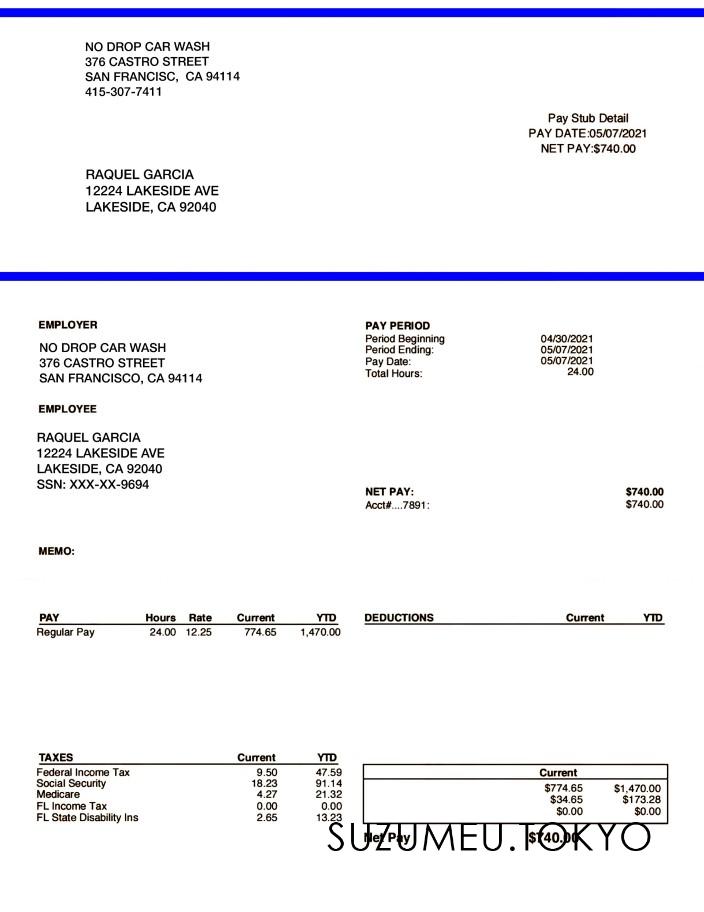 NO DROP CAR WASH
376 CASTRO STREET
SAN FRANCISC, CA 94114
415-307-7411
Pay Stub Detail
PAY DATE:05/07/2021
NET PAY:$740.00
RAQUEL GARCIA
12224 LAKESIDE AVE
LAKESIDE, CA 92040
EMPLOYER
NO DROP CAR WASH
376 CASTRO STREET
SAN FRANCISCO, CA 94114
EMPLOYEE
RAQUEL GARCIA
12224 LAKESIDE AVE
LAKESIDE, CA 92040
SSN: XXX-XX-9694
PAY PERIOD
Period Beginning 04/30/2021
Period Ending: 05/07/2021
Pay Date: 05/07/2021
Total Hours: 24.00
NET PAY: $740.00
Acct#....7891: $740.00
MEMO:
PAY Hours Rate Current YTD
Regular Pay 24.00 12.25 774.65 1,470.00
DEDUCTIONS Current YTD
TAXES Current YTD
Federal Income Tax 9.50 47.59
Social Security 18.23 91.14
Medicare 4.27 21.32
FL Income Tax 0.00 0.00
FL State Disability Ins 2.65 13.23
Current
$774.65 $1,470.00
$34.65 $173.28
$0.00 $0.00
Net Pay $740.00
SUZUMEU.TOKYO